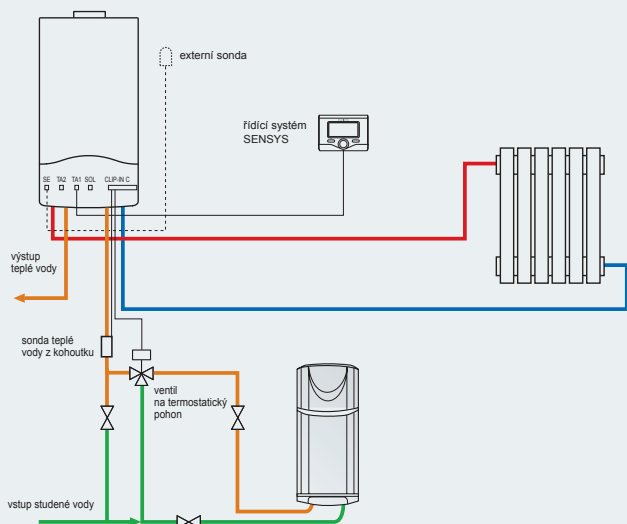 externí sonda
řídící systém
SENSYS
SE TA2 TA1 SOL CLIP-IN C
výstup
teplé vody
sonda teplé
vody z kohoutku
ventil
na termostatický
pohon
vstup studené vody